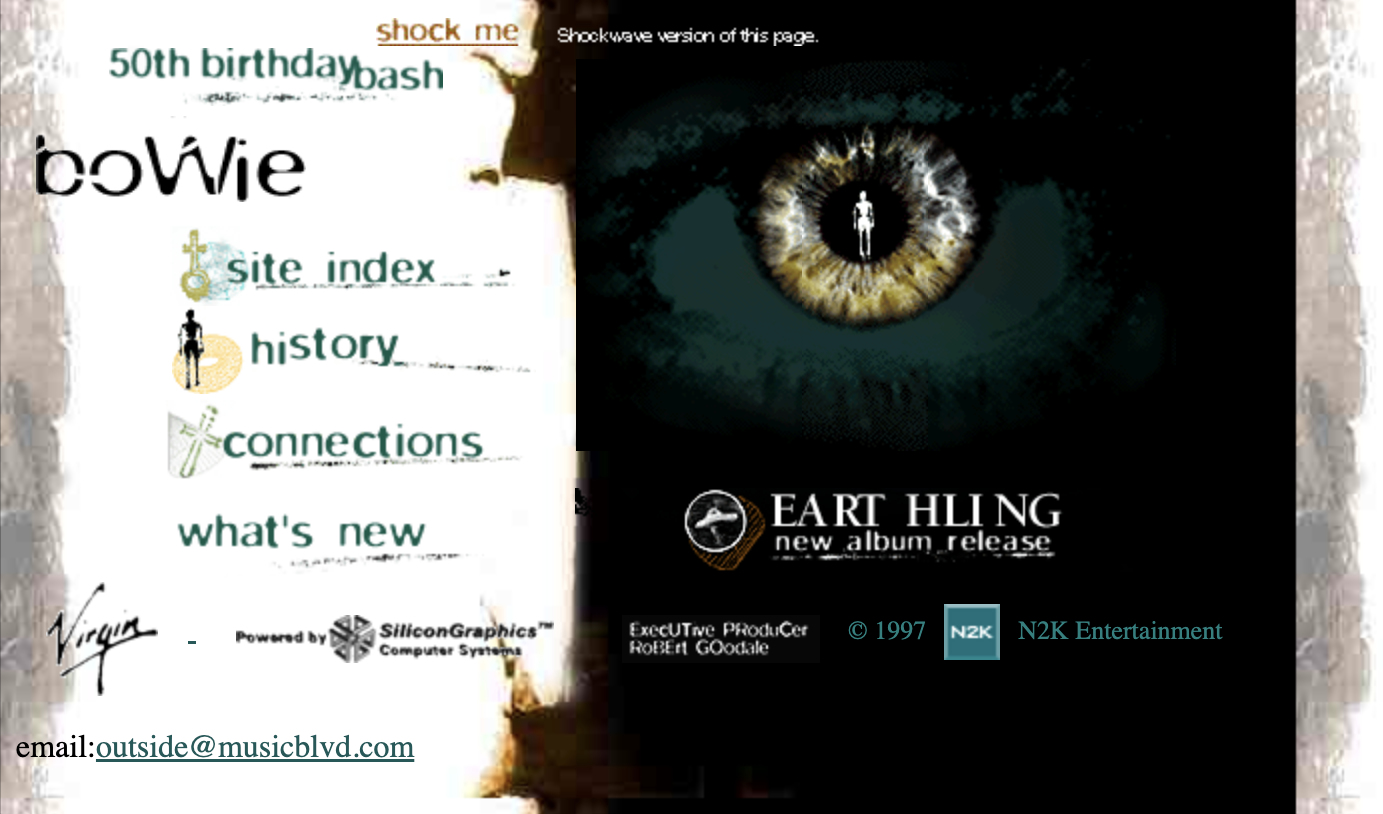 shock me
Shockwave version of this page.
50th birthday bash
boWie
site index
history
connections
what's new
EART HLI NG
new album release
Virgin
-
Powered by SiliconGraphics™
Computer Systems
ExecUTive PRoduCer
RoBErt GOodale
© 1997 N2K N2K Entertainment
email:outside@musicblvd.com